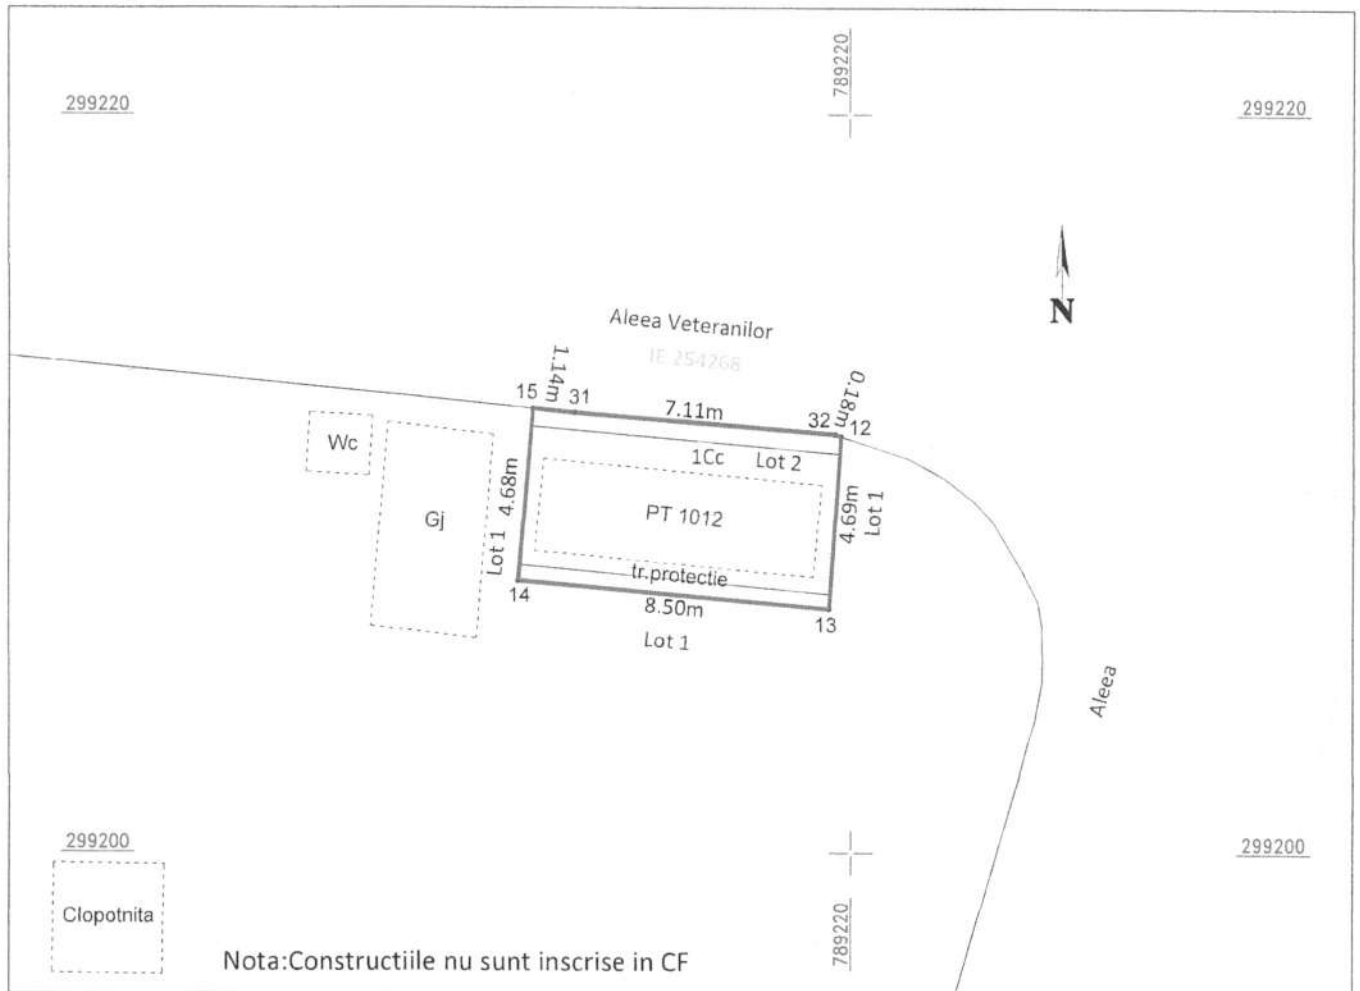 789220
299220
299220
N
Aleea Veteranilor
IE 254268
15
1.14m
31
7.11m
32
0.18m
12
Wc
1Cc
Lot 2
4.68m
Gj
PT 1012
4.69m
Lot 1
Lot 1
tr.protectie
14
8.50m
13
Lot 1
Aleea
299200
299200
Clopotnita
789220
Nota:Constructiile nu sunt inscrise in CF